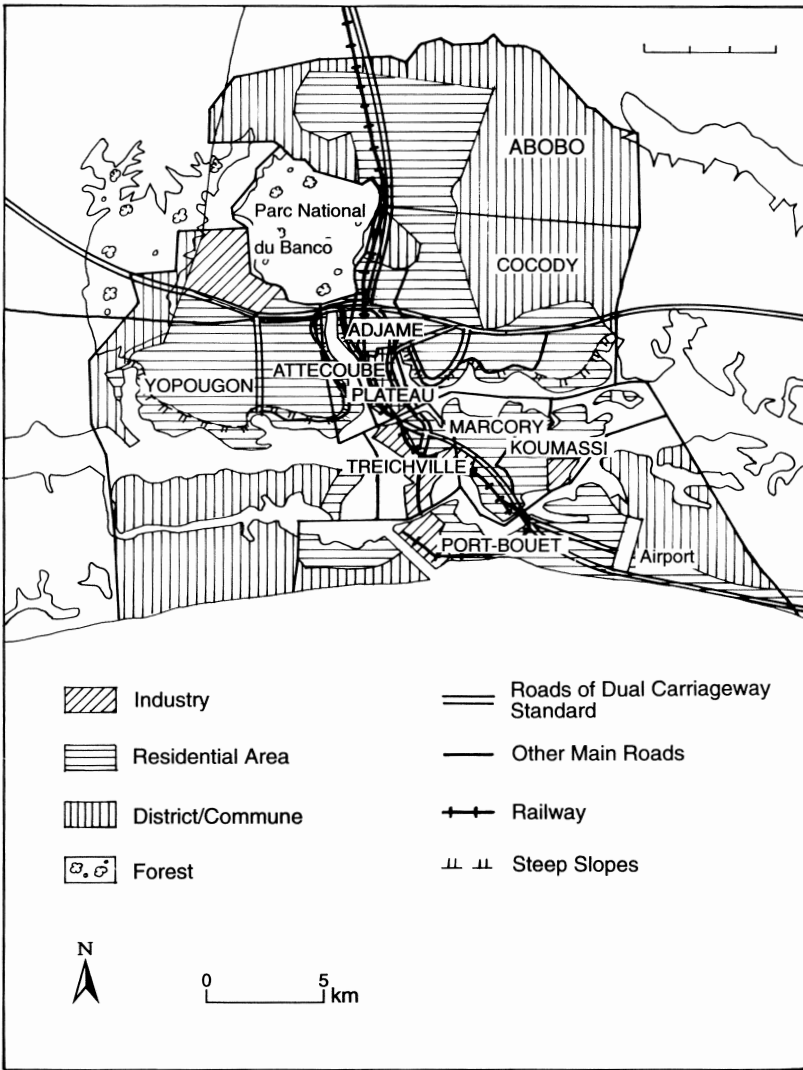 ABOBO
Parc National
du Banco
COCODY
ADJAME
ATTECOUBE
YOPOUGON
PLATEAU
MARCORY
KOUMASSI
TREICHVILLE
PORT-BOUET
Airport
Industry
Residential Area
District/Commune
Forest
Roads of Dual Carriageway
Standard
Other Main Roads
Railway
Steep Slopes
N
0 5
km